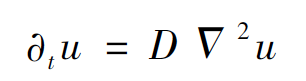 ∂ₜu = D ∇²u